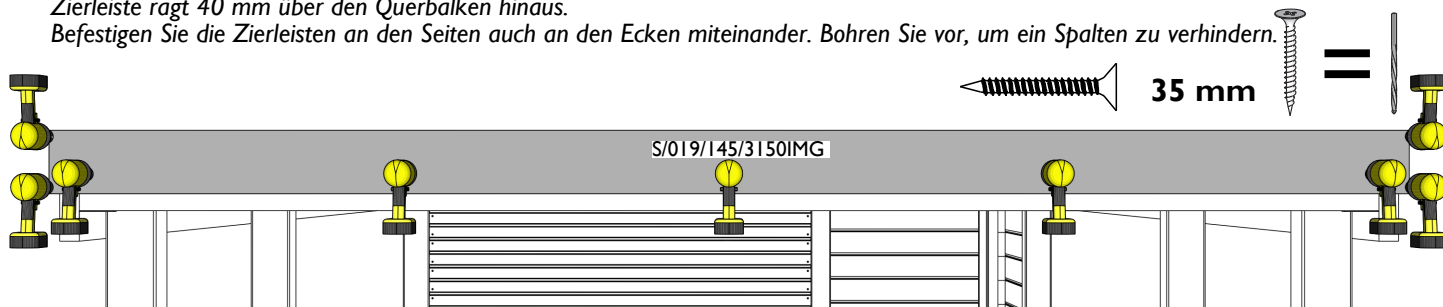 Zierleiste ragt 40 mm über den Querbalken hinaus.
Befestigen Sie die Zierleisten an den Seiten auch an den Ecken miteinander. Bohren Sie vor, um ein Spalten zu verhindern.
35 mm
S/019/145/3150IMG